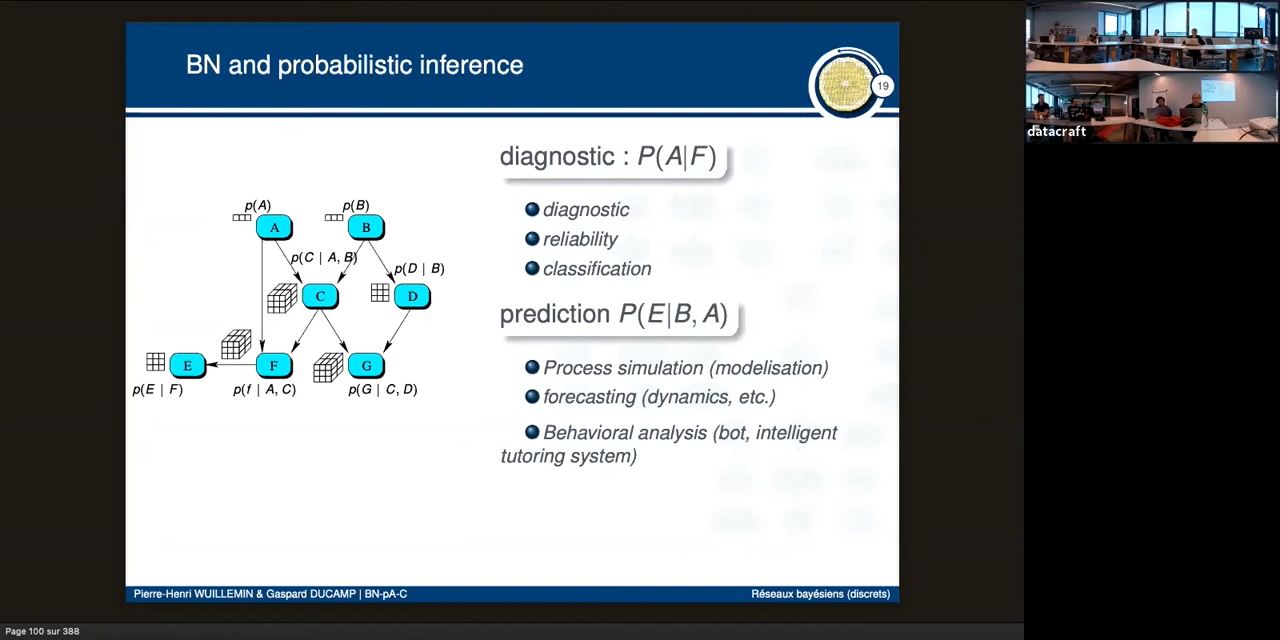 BN and probabilistic inference
19
datacraft
diagnostic : P(A|F)
diagnostic
reliability
classification
prediction P(E|B, A)
Process simulation (modelisation)
forecasting (dynamics, etc.)
Behavioral analysis (bot, intelligent
tutoring system)
p(A)
p(B)
A
B
p(C | A, B)
p(D | B)
C
D
E
F
G
p(E | F)
p(f | A, C)
p(G | C, D)
Pierre-Henri WUILLEMIN & Gaspard DUCAMP | BN-pA-C
Réseaux bayésiens (discrets)
Page 100 sur 388